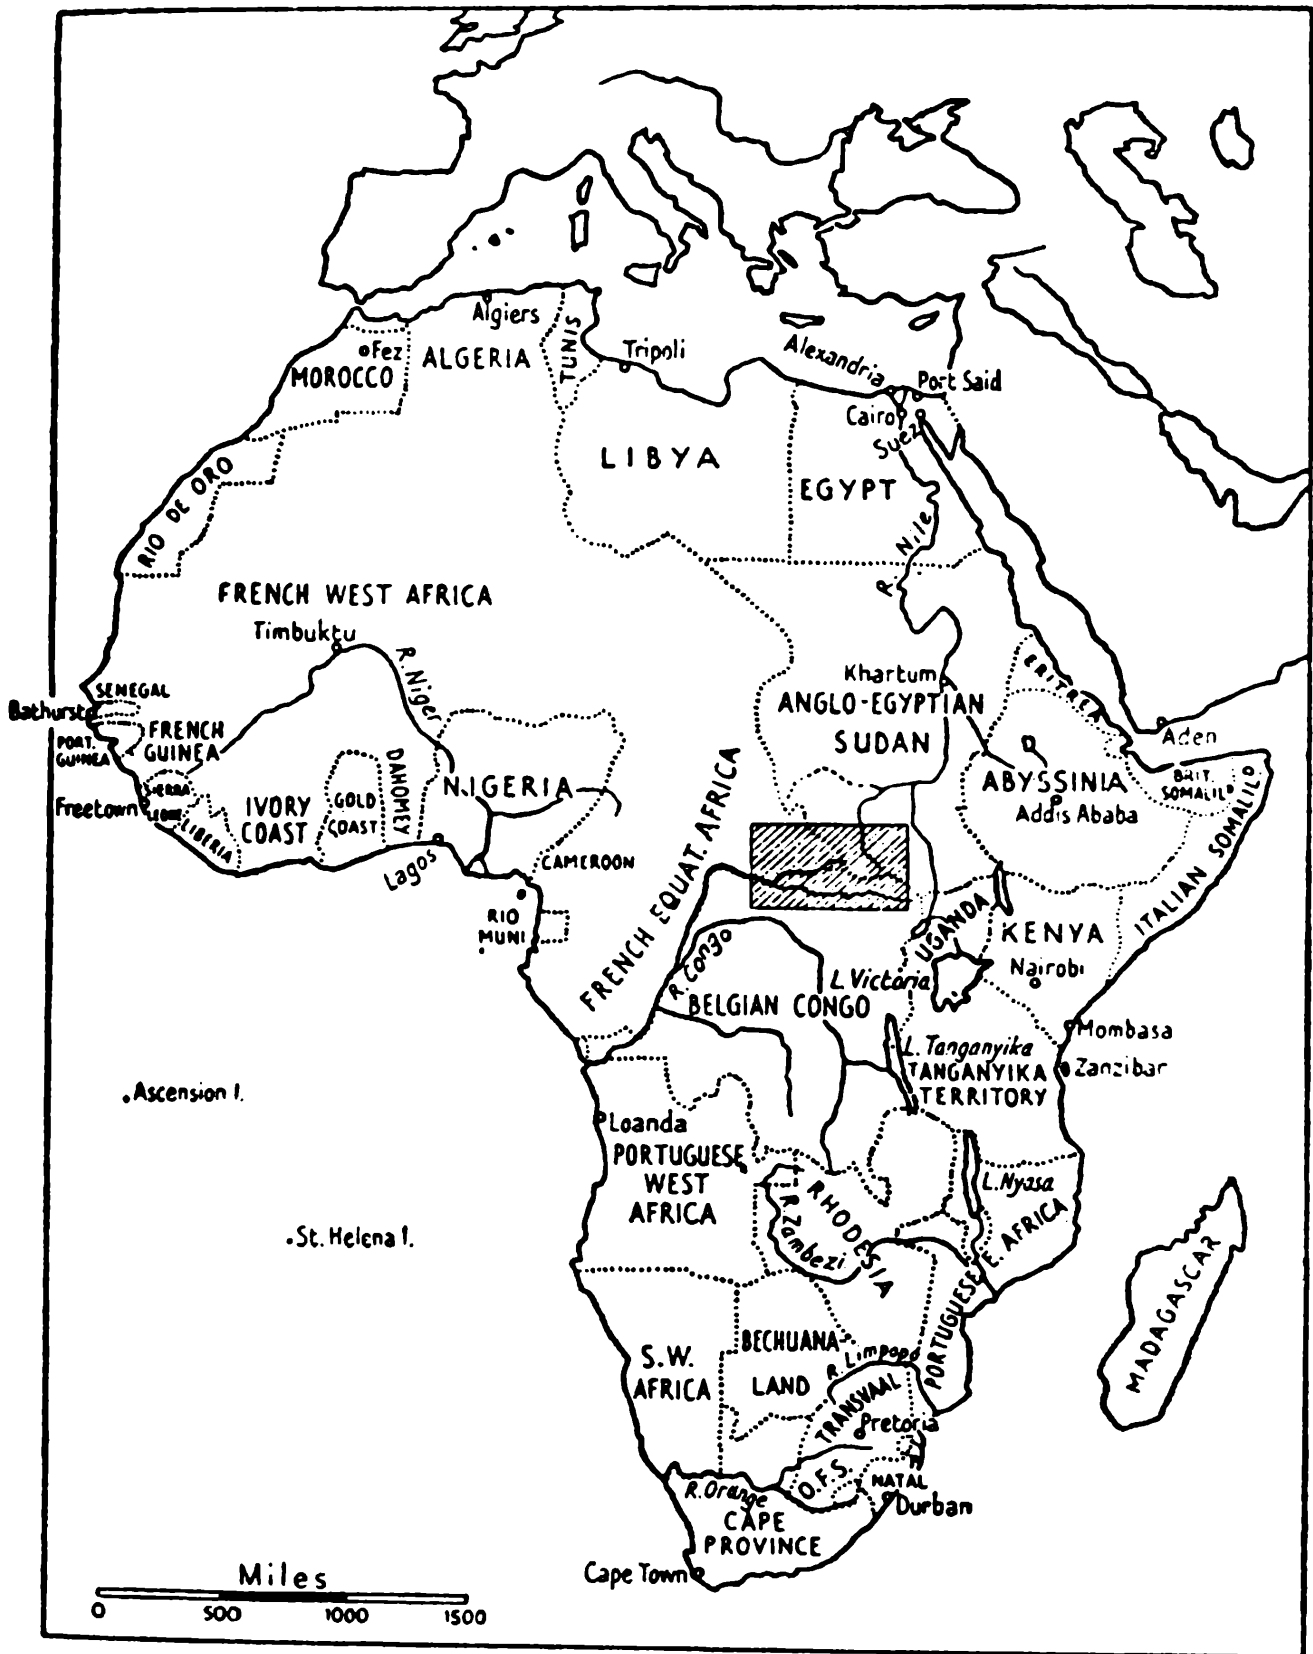 Algiers
Fez
MOROCCO
ALGERIA
TUNIS
Tripoli
Alexandria
Port Said
Cairo
Suez
LIBYA
EGYPT
RIO DE ORO
R. Nile
FRENCH WEST AFRICA
Timbuktu
R. Niger
Khartum
ERITREA
SENEGAL
Bathurst
ANGLO-EGYPTIAN
SUDAN
Aden
PORT.
GUINEA
FRENCH
GUINEA
SIERRA
LEONE
Freetown
LIBERIA
IVORY
COAST
GOLD
COAST
DAHOMEY
NIGERIA
ABYSSINIA
Addis Ababa
BRIT.
SOMALILD
ITALIAN SOMALILD
Lagos
CAMEROON
FRENCH EQUAT. AFRICA
RIO
MUNI
UGANDA
KENYA
Nairobi
R. Congo
L. Victoria
BELGIAN CONGO
Mombasa
L. Tanganyika
TANGANYIKA
TERRITORY
Zanzibar
Ascension I.
Loanda
PORTUGUESE
WEST
AFRICA
RHODESIA
R. Zambezi
L. Nyasa
PORTUGUESE E. AFRICA
St. Helena I.
MADAGASCAR
S.W.
AFRICA
BECHUANA-
LAND
R. Limpopo
TRANSVAAL
Pretoria
O.F.S.
NATAL
Durban
R. Orange
CAPE
PROVINCE
Cape Town
Miles
0 500 1000 1500